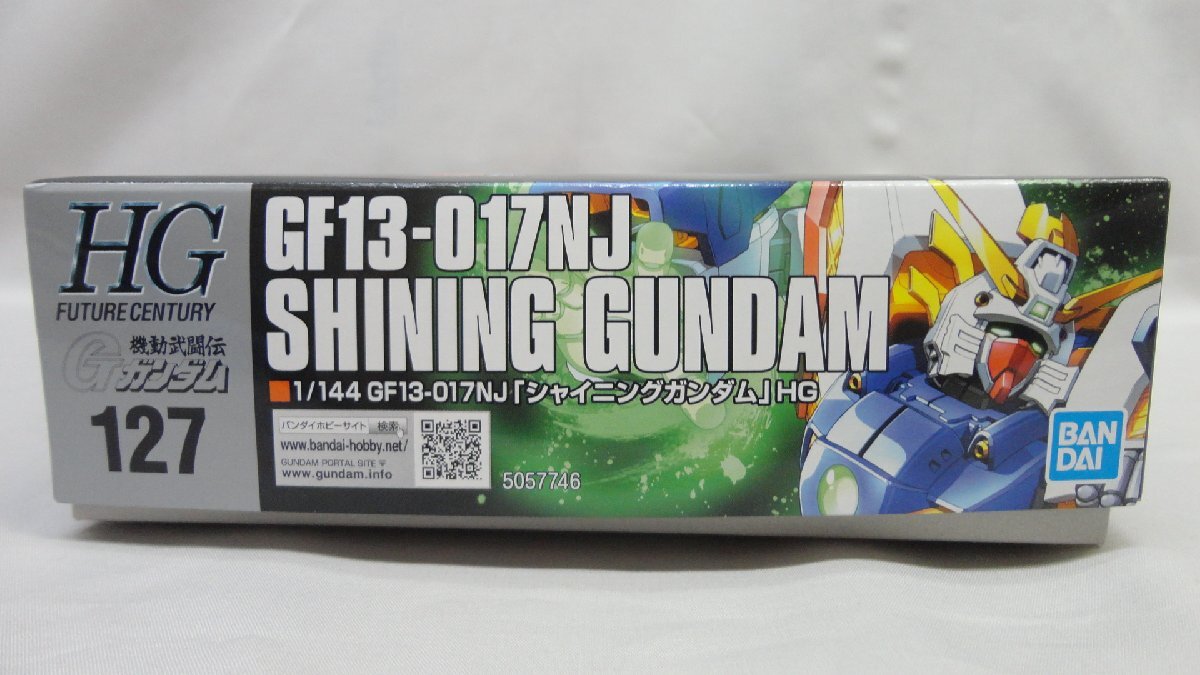 HG
FUTURE CENTURY
機動武闘伝
Gガンダム
127
GF13-017NJ
SHINING GUNDAM
1/144 GF13-017NJ「シャイニングガンダム」HG
バンダイホビーサイト 検索
www.bandai-hobby.net/
GUNDAM PORTAL SITE
www.gundam.info
5057746
BAN
DAI